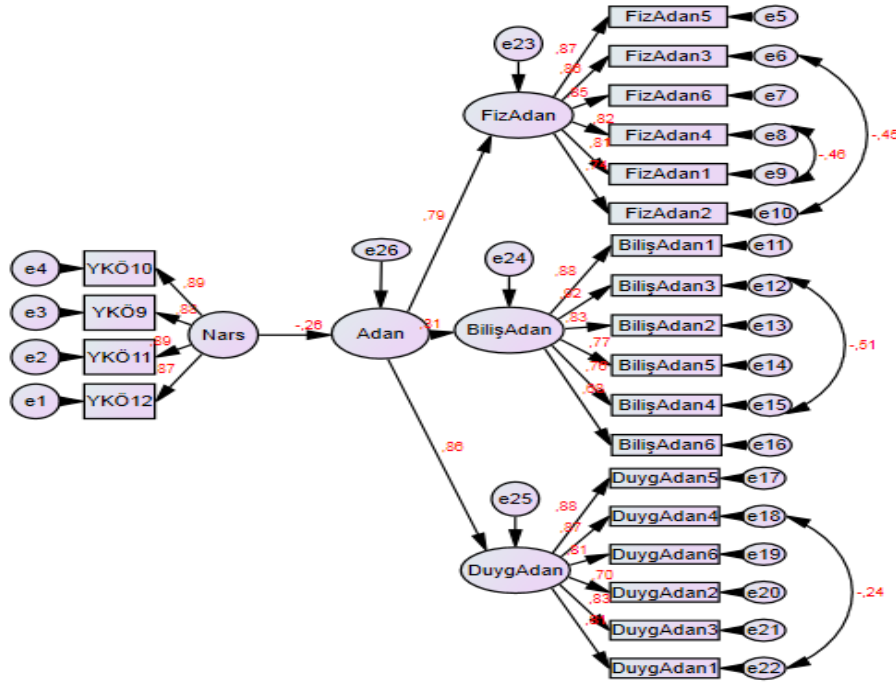 e23
FizAdan
,87
FizAdan5
e5
FizAdan3
e6
,85
FizAdan6
e7
,82
FizAdan4
e8
,81
FizAdan1
e9
FizAdan2
e10
-,46
,79
e4
YKÖ10
,89
e3
YKÖ9
e2
YKÖ11
,89
e1
YKÖ12
,87
Nars
-,26
e26
Adan
e24
BilişAdan
,88
BilişAdan1
e11
,82
BilişAdan3
e12
,83
BilişAdan2
e13
,77
BilişAdan5
e14
,76
BilişAdan4
e15
,68
BilişAdan6
e16
-,51
,86
e25
DuygAdan
,88
DuygAdan5
e17
,87
DuygAdan4
e18
,81
DuygAdan6
e19
,70
DuygAdan2
e20
,83
DuygAdan3
e21
DuygAdan1
e22
-,24